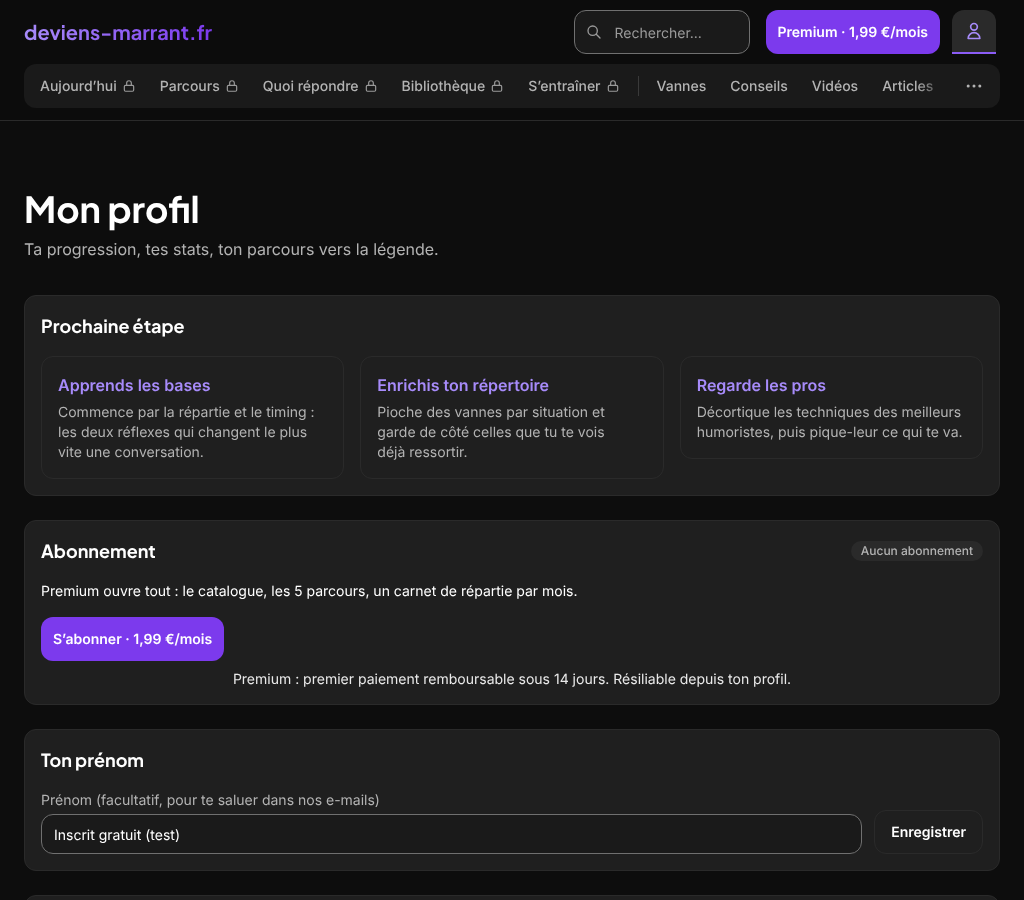 deviens-marrant.fr
Rechercher...
Premium · 1,99 €/mois
Aujourd’hui
Parcours
Quoi répondre
Bibliothèque
S’entraîner
Vannes
Conseils
Vidéos
Articles
Mon profil
Ta progression, tes stats, ton parcours vers la légende.
Prochaine étape
Apprends les bases
Commence par la répartie et le timing :
les deux réflexes qui changent le plus
vite une conversation.
Enrichis ton répertoire
Pioche des vannes par situation et
garde de côté celles que tu te vois
déjà ressortir.
Regarde les pros
Décortique les techniques des meilleurs
humoristes, puis pique-leur ce qui te va.
Abonnement
Aucun abonnement
Premium ouvre tout : le catalogue, les 5 parcours, un carnet de répartie par mois.
S’abonner · 1,99 €/mois
Premium : premier paiement remboursable sous 14 jours. Résiliable depuis ton profil.
Ton prénom
Prénom (facultatif, pour te saluer dans nos e-mails)
Inscrit gratuit (test)
Enregistrer